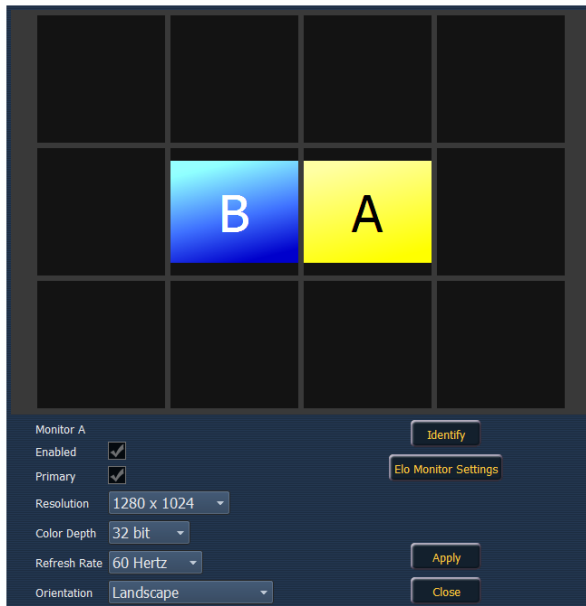 B A
Monitor A
Identify
Enabled
Elo Monitor Settings
Primary
Resolution 1280 x 1024
Color Depth 32 bit
Refresh Rate 60 Hertz
Apply
Orientation Landscape
Close